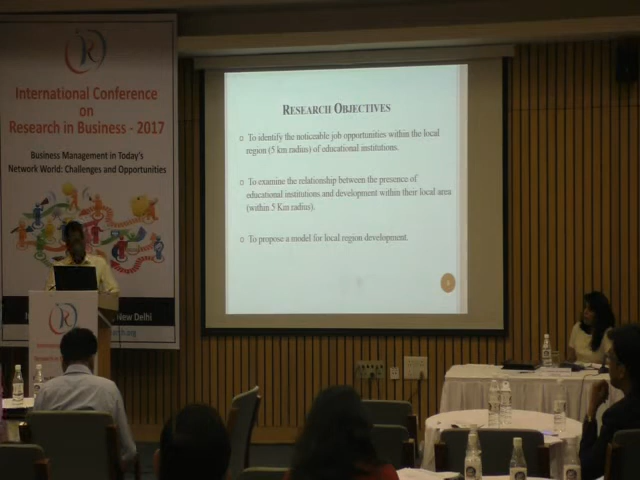 International Conference
on
Research in Business - 2017
Business Management in Today's
Network World: Challenges and Opportunities
New Delhi
RESEARCH OBJECTIVES
To identify the noticeable job opportunities within the local
region (5 km radius) of educational institutions.
To examine the relationship between the presence of
educational institutions and development within their local area
(within 5 Km radius).
To propose a model for local region development.